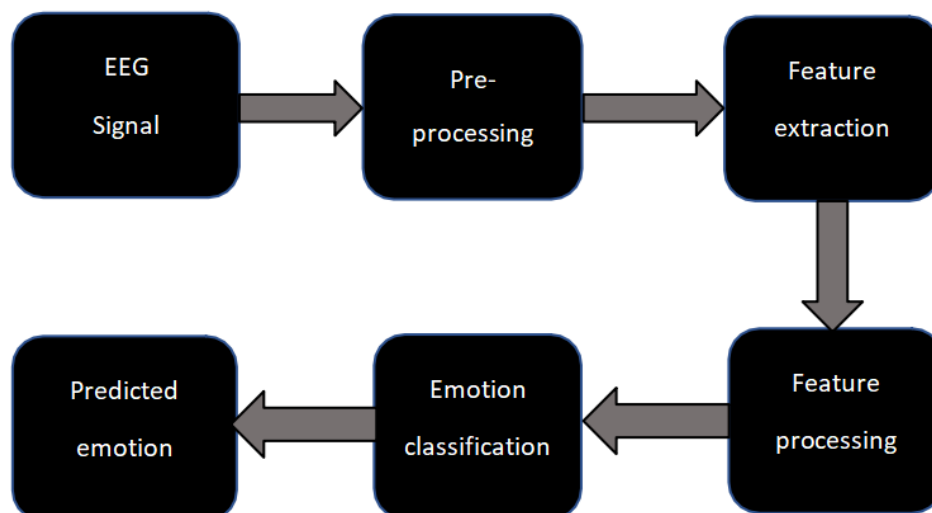 EEG
Signal
Pre-
processing
Feature
extraction
Feature
processing
Emotion
classification
Predicted
emotion